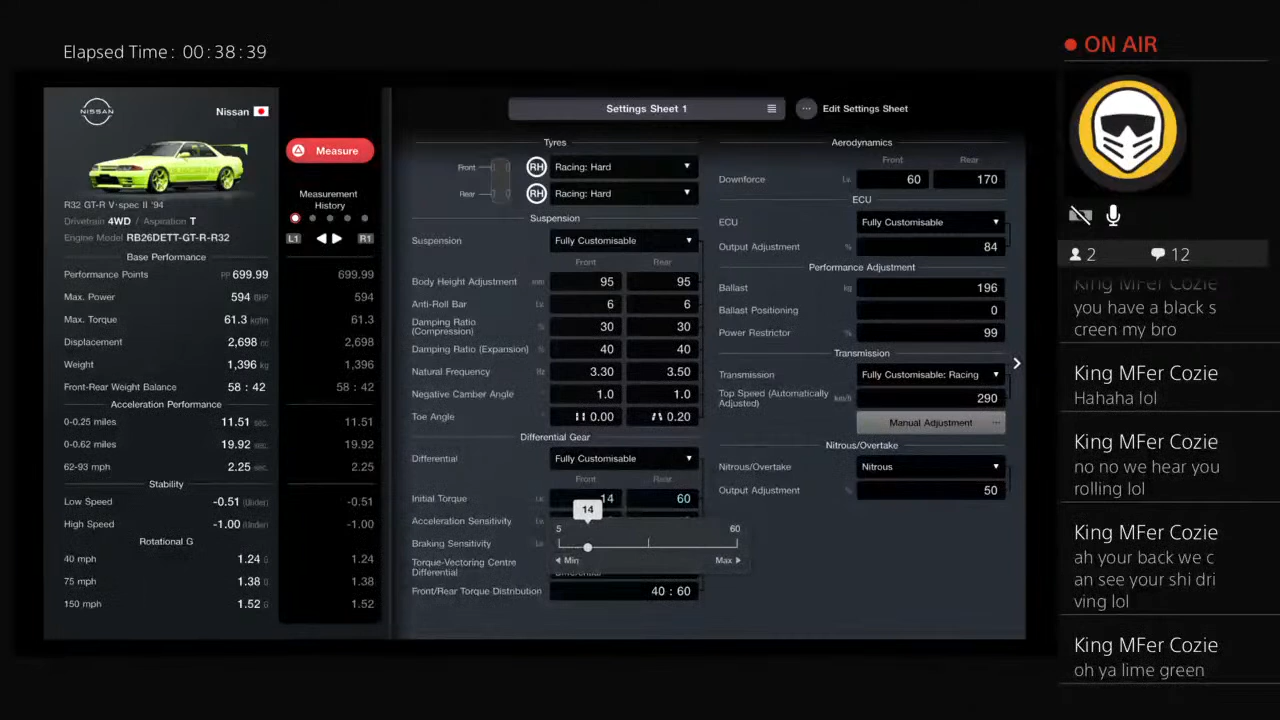 Elapsed Time: 00:38:39
ON AIR
NISSAN
Nissan
R32 GT-R V·spec II '94
Drivetrain 4WD / Aspiration T
Engine Model RB26DETT-GT-R-R32
Base Performance
Performance Points PP 699.99
Max. Power 594 BHP
Max. Torque 61.3 kgfm
Displacement 2,698 cc
Weight 1,396 kg
Front-Rear Weight Balance 58 : 42
Acceleration Performance
0-0.25 miles 11.51 sec.
0-0.62 miles 19.92 sec.
62-93 mph 2.25 sec.
Stability
Low Speed -0.51 (Under)
High Speed -1.00 (Under)
Rotational G
40 mph 1.24 G
75 mph 1.38 G
150 mph 1.52 G
Measure
Measurement
History
L1 R1
699.99
594
61.3
2,698
1,396
58 : 42
11.51
19.92
2.25
-0.51
-1.00
1.24
1.38
1.52
Settings Sheet 1
Edit Settings Sheet
Tyres
Front RH Racing: Hard
Rear RH Racing: Hard
Suspension
Suspension Fully Customisable
Front Rear
Body Height Adjustment mm 95 95
Anti-Roll Bar Lv. 6 6
Damping Ratio
(Compression) % 30 30
Damping Ratio (Expansion) % 40 40
Natural Frequency Hz 3.30 3.50
Negative Camber Angle ° 1.0 1.0
Toe Angle ° 0.00 0.20
Differential Gear
Differential Fully Customisable
Front Rear
Initial Torque Lv. 14 60
14
Acceleration Sensitivity Lv.
5 60
Braking Sensitivity Lv.
Min Max
Torque-Vectoring Centre
Differential
Front/Rear Torque Distribution 40 : 60
Aerodynamics
Front Rear
Downforce Lv. 60 170
ECU
ECU Fully Customisable
Output Adjustment % 84
Performance Adjustment
Ballast kg 196
Ballast Positioning 0
Power Restrictor % 99
Transmission
Transmission Fully Customisable: Racing
Top Speed (Automatically
Adjusted) km/h 290
Manual Adjustment
Nitrous/Overtake
Nitrous/Overtake Nitrous
Output Adjustment % 50
2 12
King MFer Cozie
you have a black s
creen my bro
King MFer Cozie
Hahaha lol
King MFer Cozie
no no we hear you
rolling lol
King MFer Cozie
ah your back we c
an see your shi dri
ving lol
King MFer Cozie
oh ya lime green